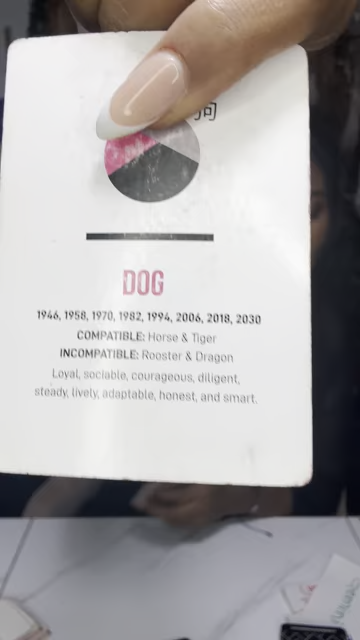 狗
DOG
1946, 1958, 1970, 1982, 1994, 2006, 2018, 2030
COMPATIBLE: Horse & Tiger
INCOMPATIBLE: Rooster & Dragon
Loyal, sociable, courageous, diligent,
steady, lively, adaptable, honest, and smart.